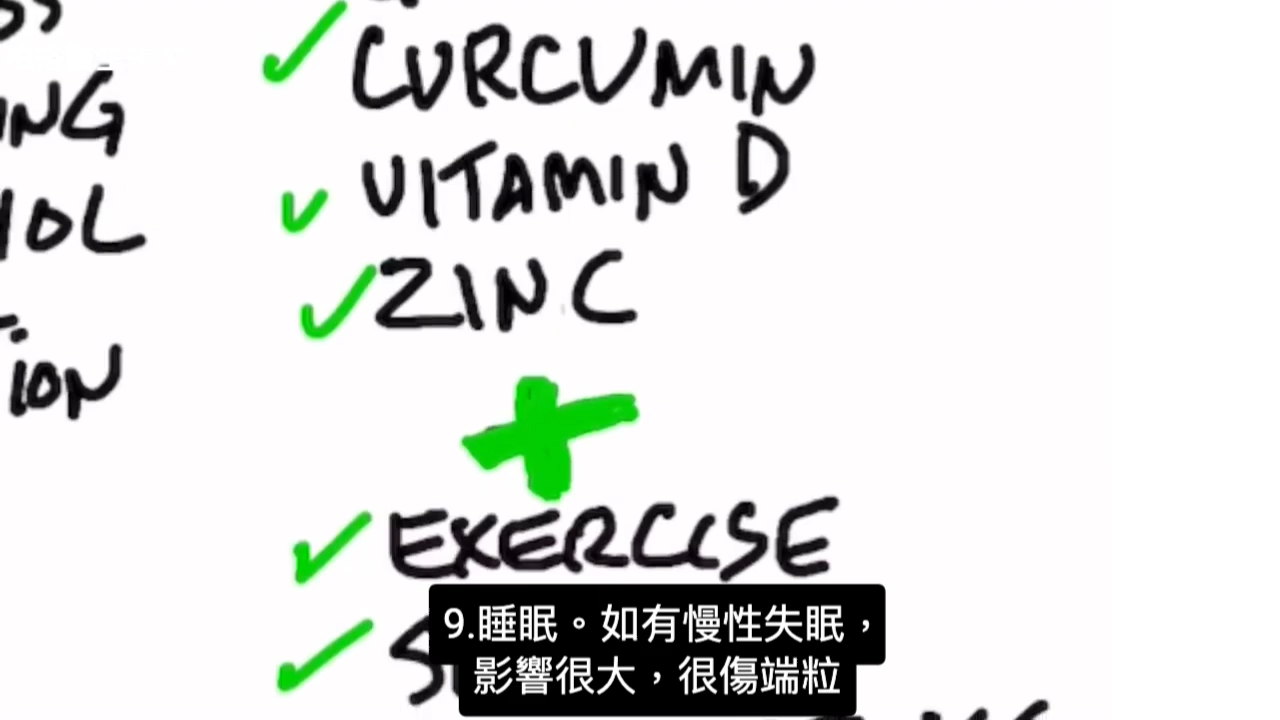 ING
IOL
ION
CURCUMIN
VITAMIN D
ZINC
+
EXERCISE
9.睡眠。如有慢性失眠，
影響很大，很傷端粒